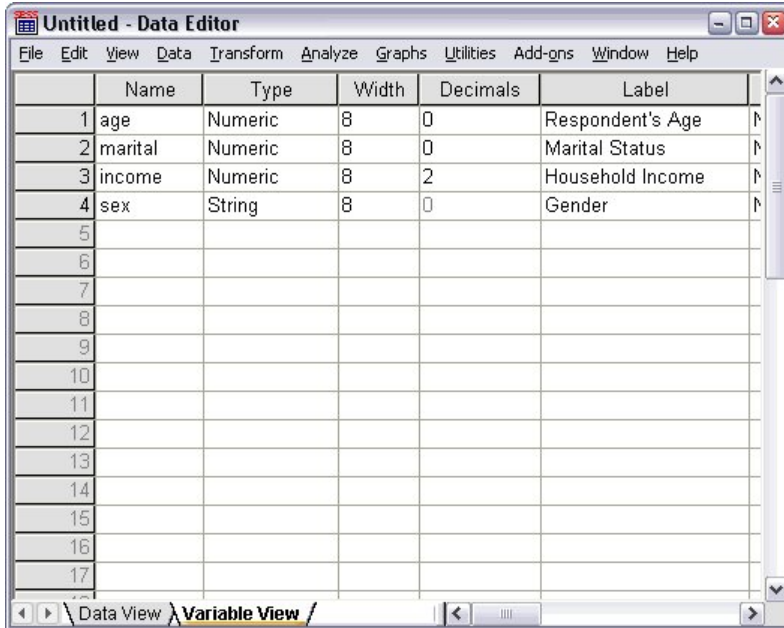 Untitled - Data Editor
File Edit View Data Transform Analyze Graphs Utilities Add-ons Window Help
Name Type Width Decimals Label
1 age Numeric 8 0 Respondent's Age
2 marital Numeric 8 0 Marital Status
3 income Numeric 8 2 Household Income
4 sex String 8 0 Gender
5
6
7
8
9
10
11
12
13
14
15
16
17
Data View Variable View